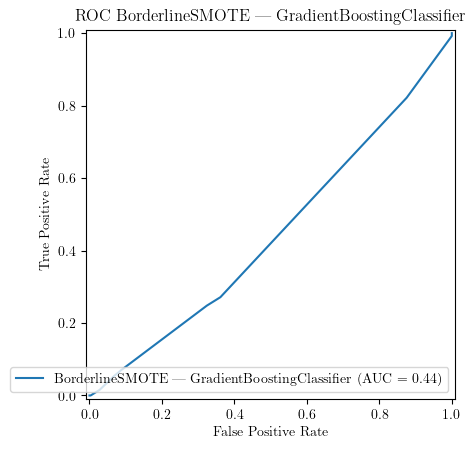 ROC BorderlineSMOTE — GradientBoostingClassifier
1.0
0.8
0.6
0.4
0.2
0.0
True Positive Rate
BorderlineSMOTE — GradientBoostingClassifier (AUC = 0.44)
0.0 0.2 0.4 0.6 0.8 1.0
False Positive Rate